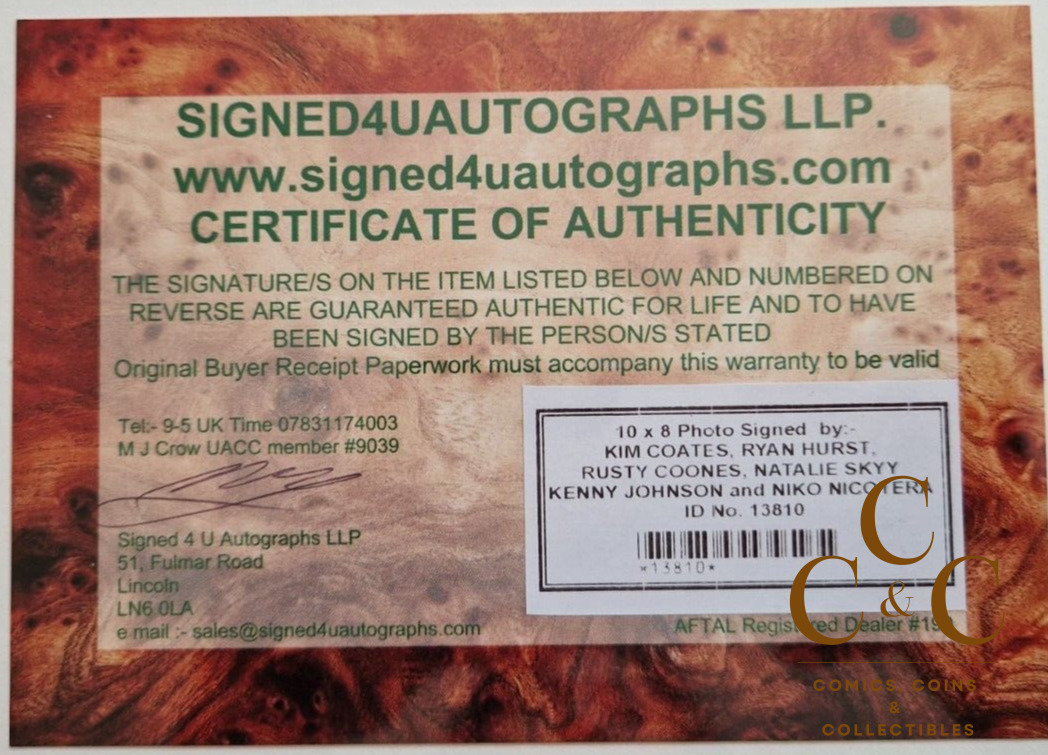 SIGNED4UAUTOGRAPHS LLP.
www.signed4uautographs.com
CERTIFICATE OF AUTHENTICITY
THE SIGNATURE/S ON THE ITEM LISTED BELOW AND NUMBERED ON
REVERSE ARE GUARANTEED AUTHENTIC FOR LIFE AND TO HAVE
BEEN SIGNED BY THE PERSON/S STATED
Original Buyer Receipt Paperwork must accompany this warranty to be valid
Tel:- 9-5 UK Time 07831174003
M J Crow UACC member #9039
Signed 4 U Autographs LLP
51, Fulmar Road
Lincoln
LN6 0LA
e mail :- sales@signed4uautographs.com
10 x 8 Photo Signed by:-
KIM COATES, RYAN HURST,
RUSTY COONES, NATALIE SKYY
KENNY JOHNSON and NIKO NICOTERA
ID No. 13810
*13810*
AFTAL Registered Dealer
C
C & C
COMICS, COINS
&
COLLECTIBLES